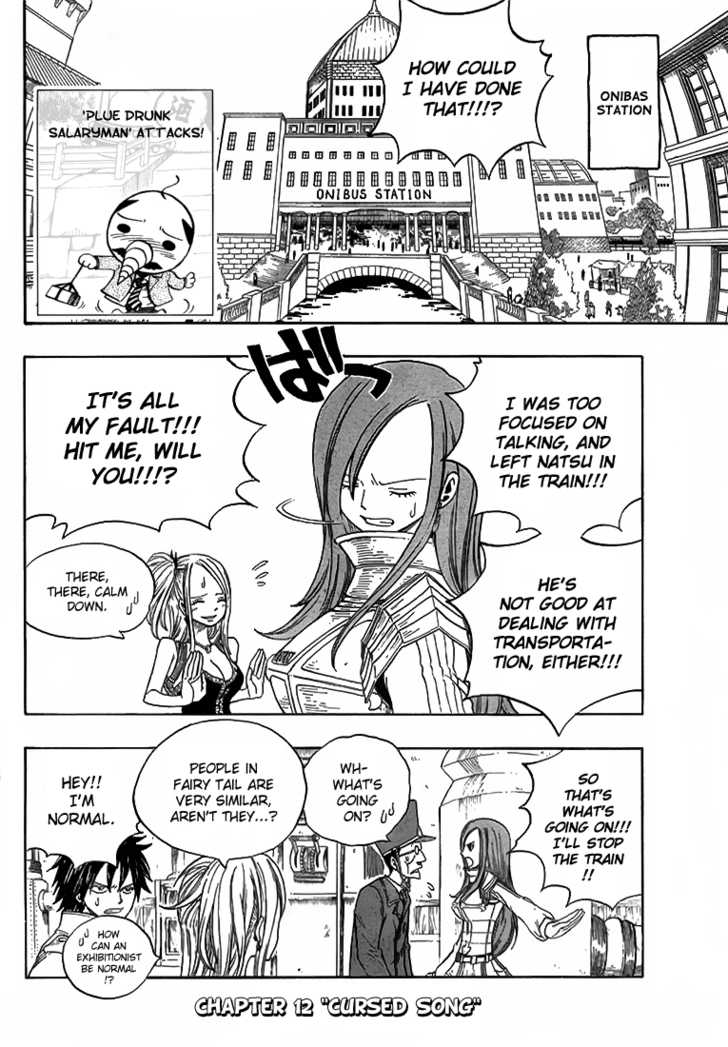 HOW COULD
I HAVE DONE
THAT!!!?
ONIBAS
STATION
'PLUE DRUNK
SALARYMAN' ATTACKS!
酒
ONIBUS STATION
ばっ
IT'S ALL
MY FAULT!!!
HIT ME, WILL
YOU!!!?
I WAS TOO
FOCUSED ON
TALKING, AND
LEFT NATSU IN
THE TRAIN!!!
THERE,
THERE, CALM
DOWN.
HE'S
NOT GOOD AT
DEALING WITH
TRANSPORTA-
TION, EITHER!!!
HEY!!
I'M
NORMAL.
PEOPLE IN
FAIRY TAIL ARE
VERY SIMILAR,
AREN'T THEY...?
WH-
WHAT'S
GOING
ON?
SO
THAT'S
WHAT'S
GOING ON!!!
I'LL STOP
THE TRAIN
!!
HOW
CAN AN
EXHIBITIONIST
BE NORMAL
!?
CHAPTER 12 "CURSED SONG"